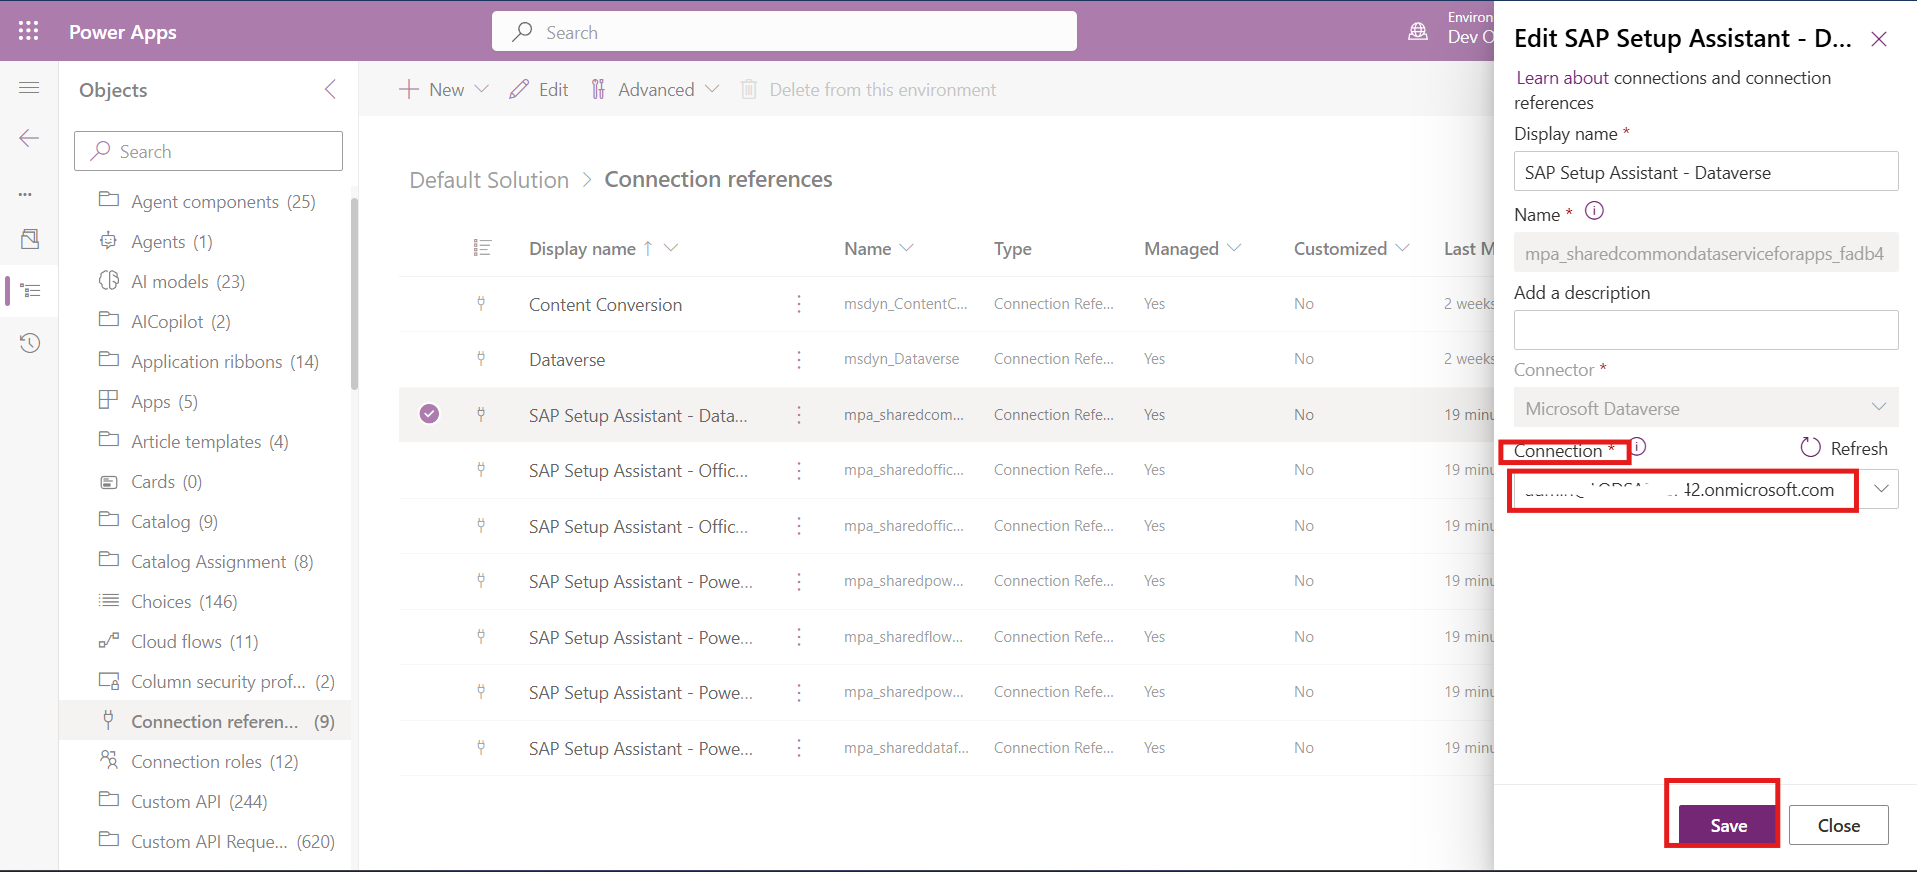 Power Apps
Search
Environ
Dev O
Objects
Search
Agent components (25)
Agents (1)
AI models (23)
AICopilot (2)
Application ribbons (14)
Apps (5)
Article templates (4)
Cards (0)
Catalog (9)
Catalog Assignment (8)
Choices (146)
Cloud flows (11)
Column security prof... (2)
Connection referen... (9)
Connection roles (12)
Custom API (244)
Custom API Reque... (620)
New Edit Advanced Delete from this environment
Default Solution > Connection references
Display name ↑ Name Type Managed Customized Last M
Content Conversion msdyn_ContentC... Connection Refe... Yes No 2 weeks
Dataverse msdyn_Dataverse Connection Refe... Yes No 2 weeks
SAP Setup Assistant - Data... mpa_sharedcom... Connection Refe... Yes No 19 minu
SAP Setup Assistant - Offic... mpa_sharedoffic... Connection Refe... Yes No 19 minu
SAP Setup Assistant - Offic... mpa_sharedoffic... Connection Refe... Yes No 19 minu
SAP Setup Assistant - Powe... mpa_sharedpow... Connection Refe... Yes No 19 minu
SAP Setup Assistant - Powe... mpa_sharedflow... Connection Refe... Yes No 19 minu
SAP Setup Assistant - Powe... mpa_sharedpow... Connection Refe... Yes No 19 minu
SAP Setup Assistant - Powe... mpa_shareddataf... Connection Refe... Yes No 19 minu
Edit SAP Setup Assistant - D...
Learn about connections and connection
references
Display name *
SAP Setup Assistant - Dataverse
Name *
mpa_sharedcommondataserviceforapps_fadb4
Add a description
Connector *
Microsoft Dataverse
Connection * Refresh
42.onmicrosoft.com
Save Close